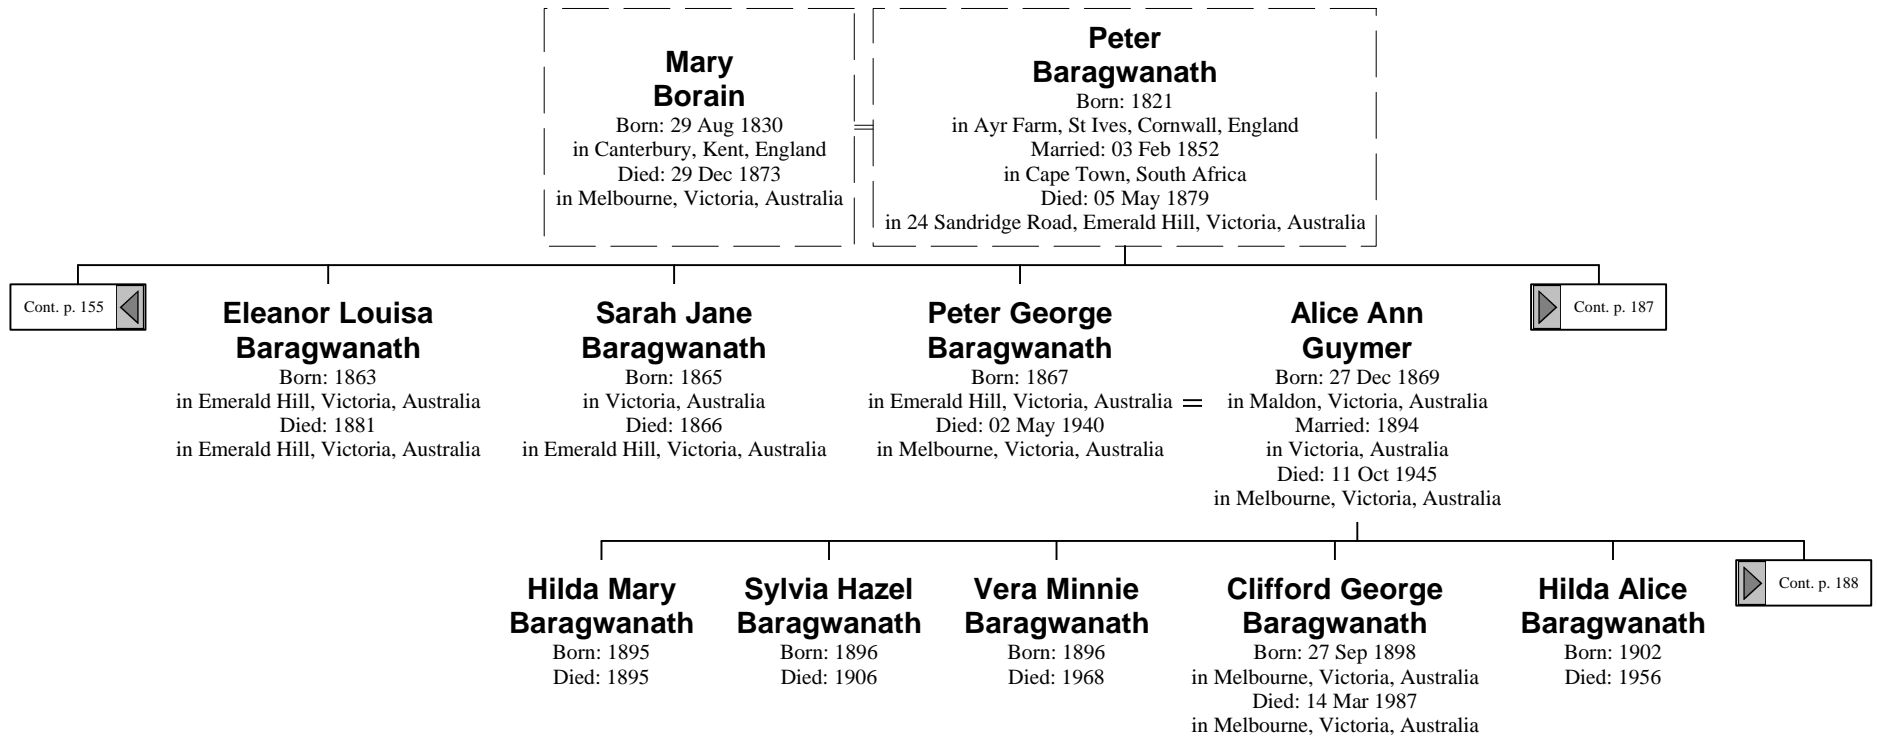 Mary
Borain
Born: 29 Aug 1830
in Canterbury, Kent, England
Died: 29 Dec 1873
in Melbourne, Victoria, Australia
Peter
Baragwanath
Born: 1821
in Ayr Farm, St Ives, Cornwall, England
Married: 03 Feb 1852
in Cape Town, South Africa
Died: 05 May 1879
in 24 Sandridge Road, Emerald Hill, Victoria, Australia
Cont. p. 155
Eleanor Louisa
Baragwanath
Born: 1863
in Emerald Hill, Victoria, Australia
Died: 1881
in Emerald Hill, Victoria, Australia
Sarah Jane
Baragwanath
Born: 1865
in Victoria, Australia
Died: 1866
in Emerald Hill, Victoria, Australia
Peter George
Baragwanath
Born: 1867
in Emerald Hill, Victoria, Australia
Died: 02 May 1940
in Melbourne, Victoria, Australia
Alice Ann
Guymer
Born: 27 Dec 1869
in Maldon, Victoria, Australia
Married: 1894
in Victoria, Australia
Died: 11 Oct 1945
in Melbourne, Victoria, Australia
Cont. p. 187
Hilda Mary
Baragwanath
Born: 1895
Died: 1895
Sylvia Hazel
Baragwanath
Born: 1896
Died: 1906
Vera Minnie
Baragwanath
Born: 1896
Died: 1968
Clifford George
Baragwanath
Born: 27 Sep 1898
in Melbourne, Victoria, Australia
Died: 14 Mar 1987
in Melbourne, Victoria, Australia
Hilda Alice
Baragwanath
Born: 1902
Died: 1956
Cont. p. 188